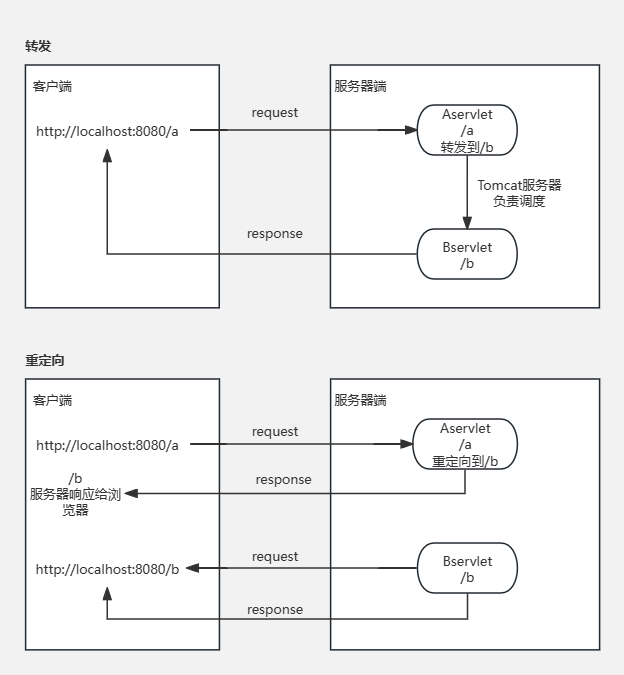 转发
客户端
服务器端
http://localhost:8080/a
request
Aservlet
/a
转发到/b
Tomcat服务器
负责调度
response
Bservlet
/b
重定向
客户端
服务器端
http://localhost:8080/a
request
Aservlet
/a
重定向到/b
/b
服务器响应给浏
览器
response
http://localhost:8080/b
request
Bservlet
/b
response